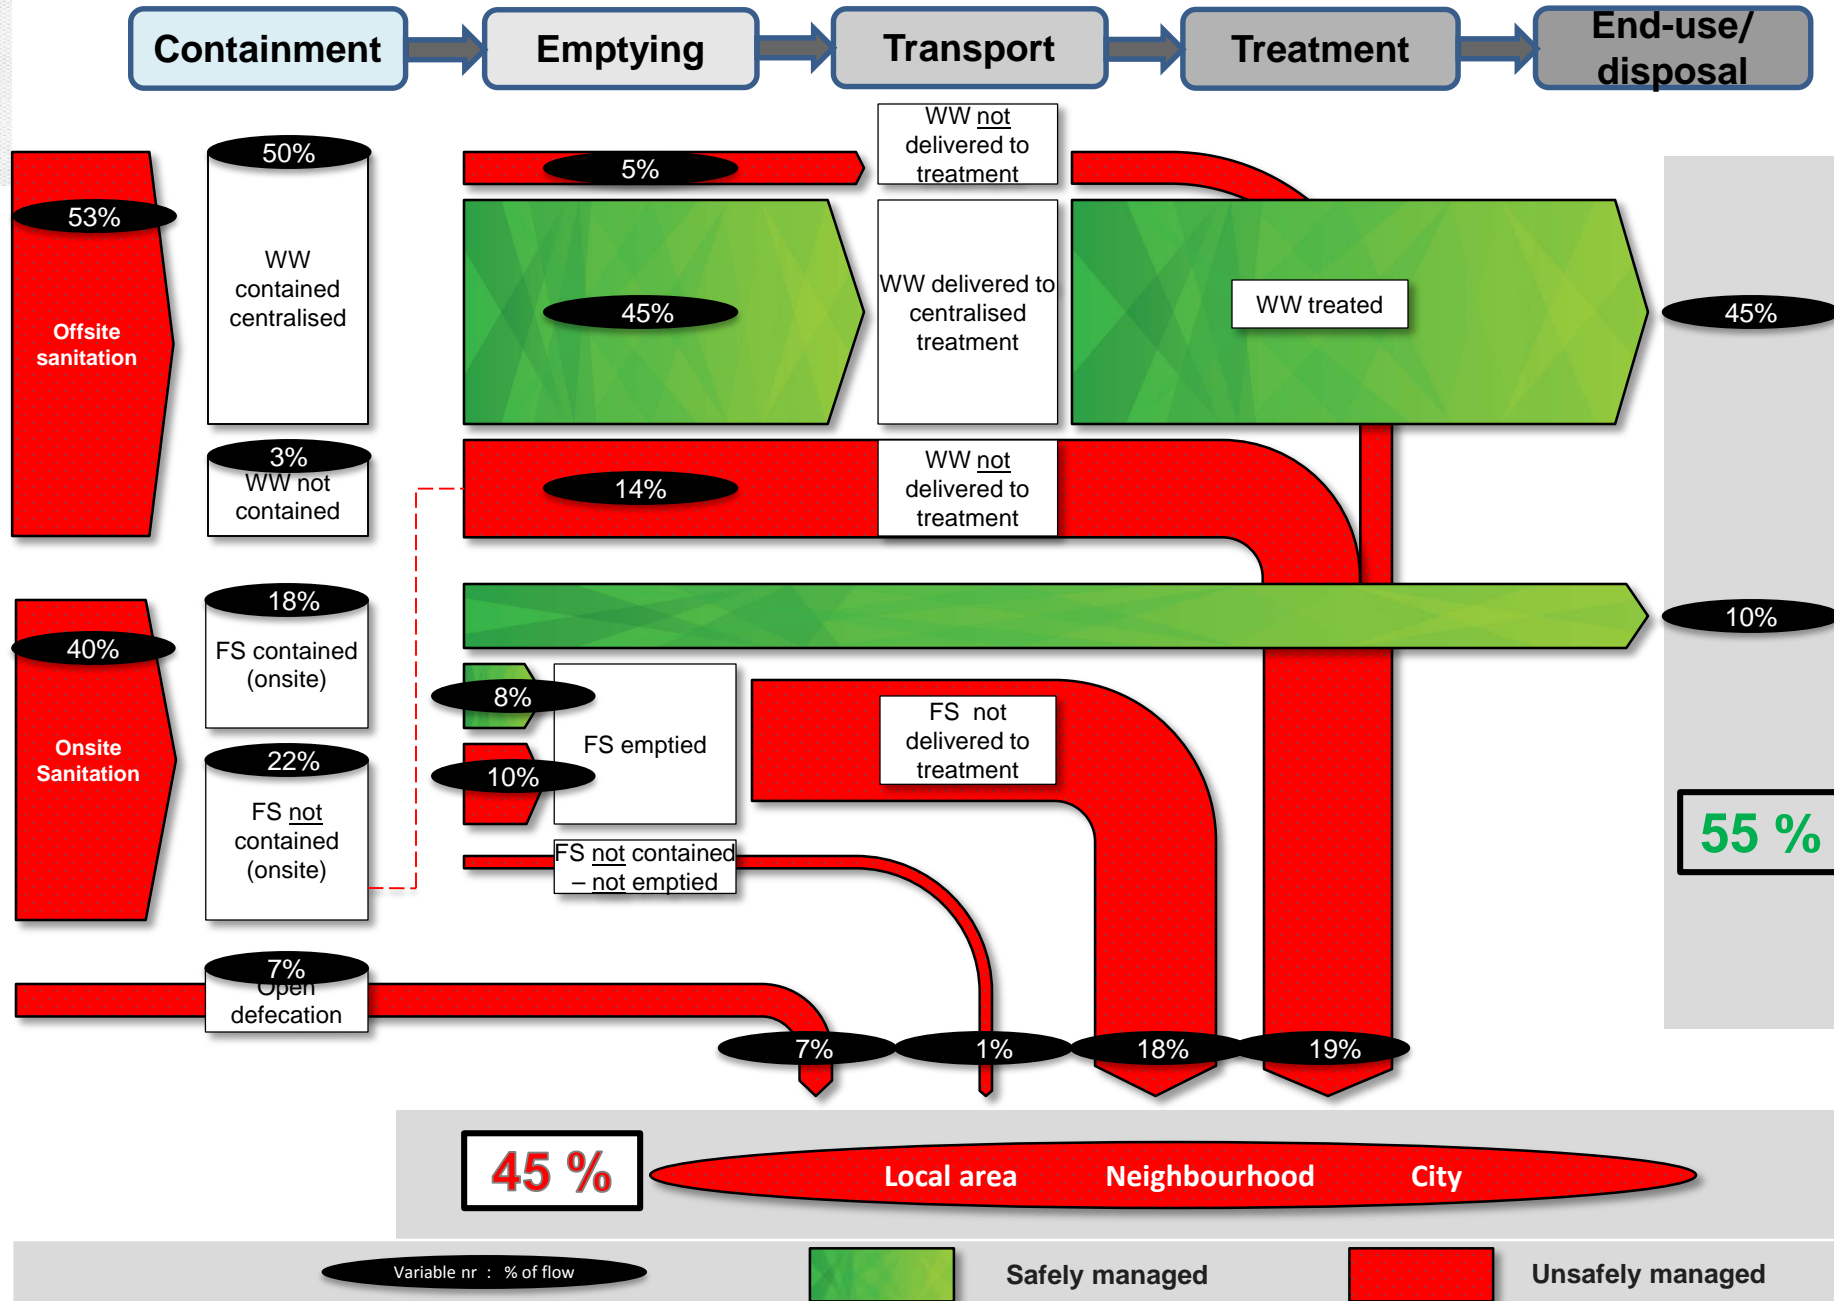 Containment
Emptying
Transport
Treatment
End-use/
disposal
WW not
delivered to
treatment
50%
5%
53%
WW
contained
centralised
45%
WW delivered to
centralised
treatment
WW treated
45%
Offsite
sanitation
3%
WW not
contained
14%
WW not
delivered to
treatment
18%
FS contained
(onsite)
10%
40%
8%
FS emptied
10%
FS not
delivered to
treatment
Onsite
Sanitation
22%
FS not
contained
(onsite)
55 %
FS not contained
– not emptied
7%
Open
defecation
7%
1%
18%
19%
45 %
Local area
Neighbourhood
City
Variable nr : % of flow
Safely managed
Unsafely managed